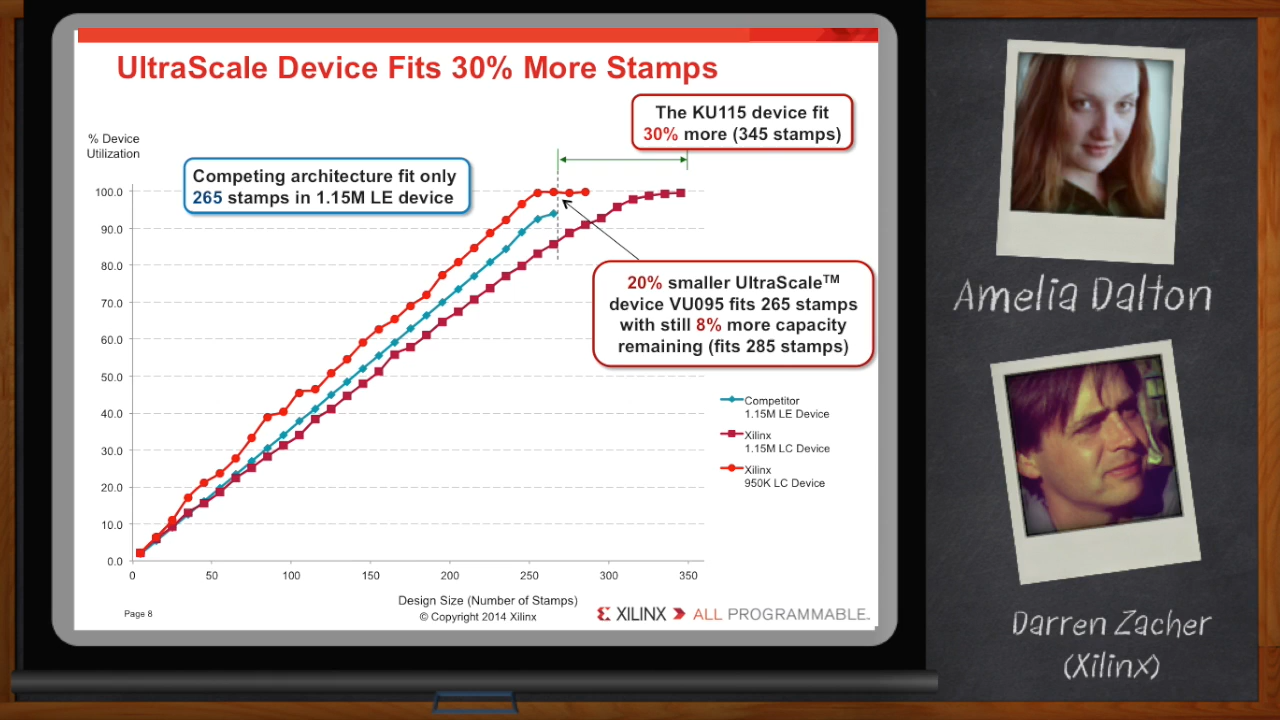 UltraScale Device Fits 30% More Stamps
The KU115 device fit
30% more (345 stamps)
% Device
Utilization
Competing architecture fit only
265 stamps in 1.15M LE device
100.0
90.0
80.0
70.0
60.0
50.0
40.0
30.0
20.0
10.0
0.0
20% smaller UltraScale™
device VU095 fits 265 stamps
with still 8% more capacity
remaining (fits 285 stamps)
Competitor
1.15M LE Device
Xilinx
1.15M LC Device
Xilinx
950K LC Device
0 50 100 150 200 250 300 350
Design Size (Number of Stamps)
Page 8
© Copyright 2014 Xilinx
XILINX ALL PROGRAMMABLE™
Amelia Dalton
Darren Zacher
(Xilinx)